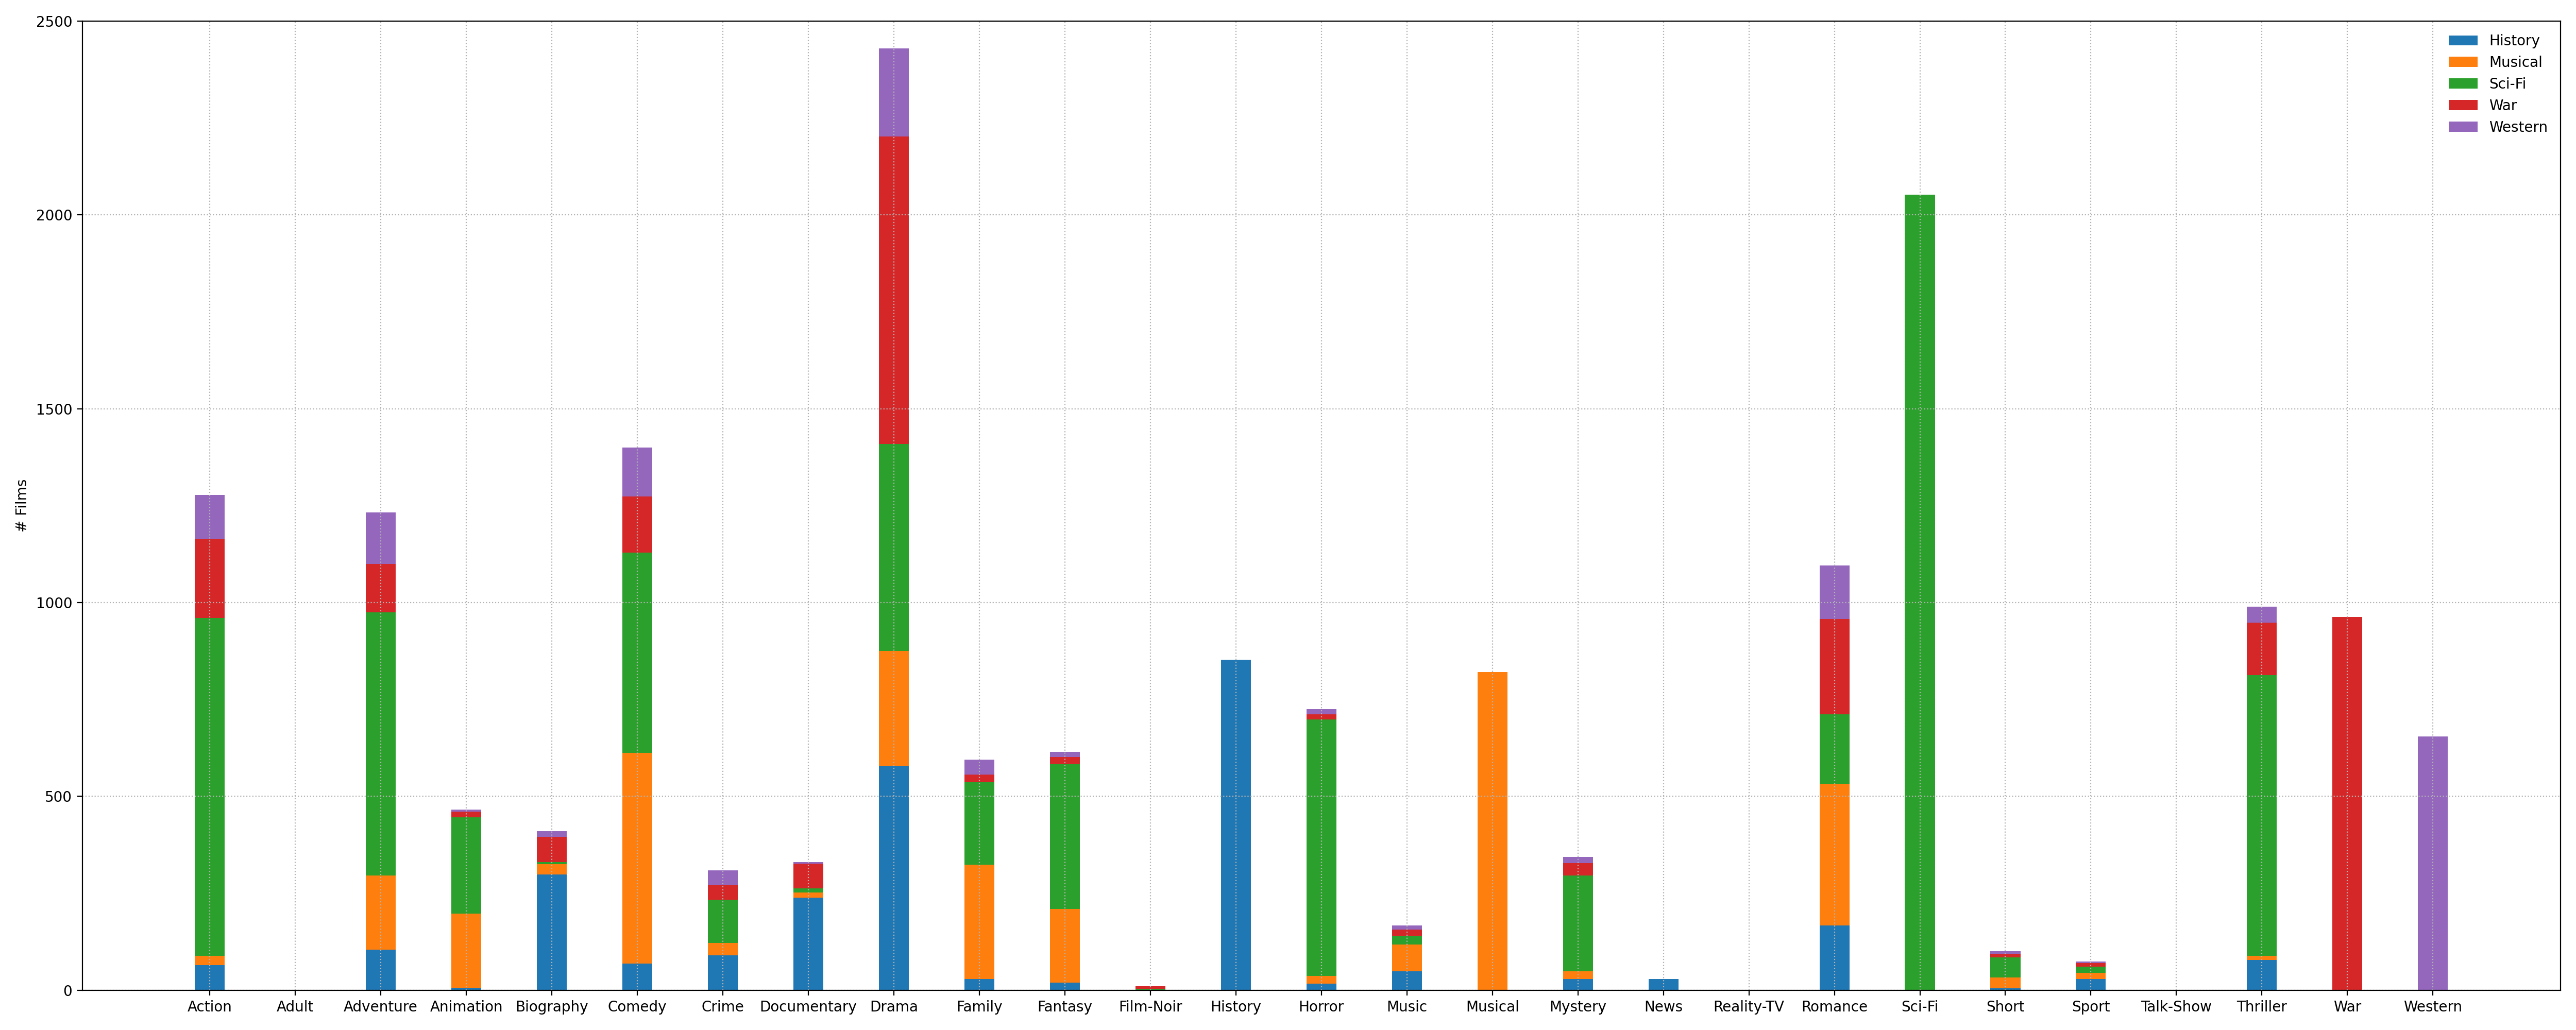 2500
2000
1500
1000
500
0
# Films
History
Musical
Sci-Fi
War
Western
Action Adult Adventure Animation Biography Comedy Crime Documentary Drama Family Fantasy Film-Noir History Horror Music Musical Mystery News Reality-TV Romance Sci-Fi Short Sport Talk-Show Thriller War Western